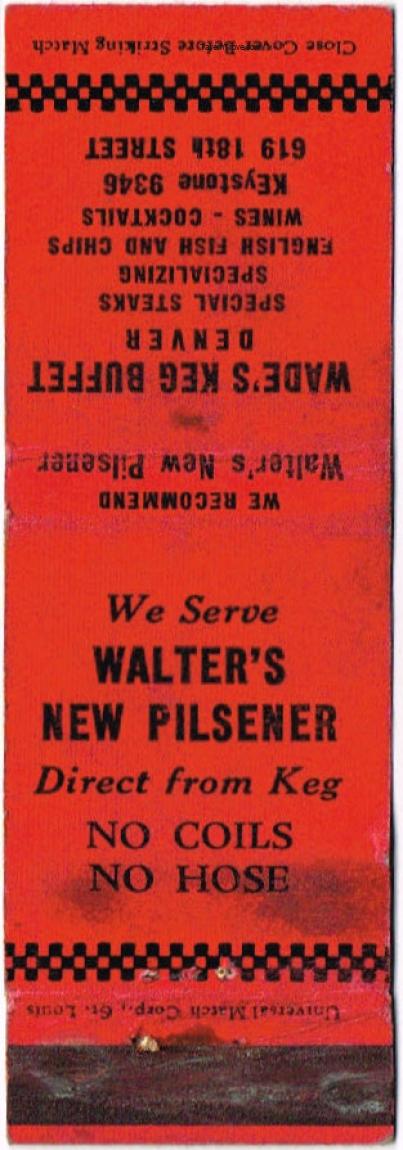 We Serve
WALTER'S
NEW PILSENER
Direct from Keg
NO COILS
NO HOSE
WE RECOMMEND
Walter's New Pilsener
WADE'S KEG BUFFET
DENVER
SPECIAL STEAKS
SPECIALIZING
ENGLISH FISH AND CHIPS
WINES - COCKTAILS
KEystone 9346
619 18th STREET
Close Cover Before Striking Match
Universal Match Corp., St. Louis